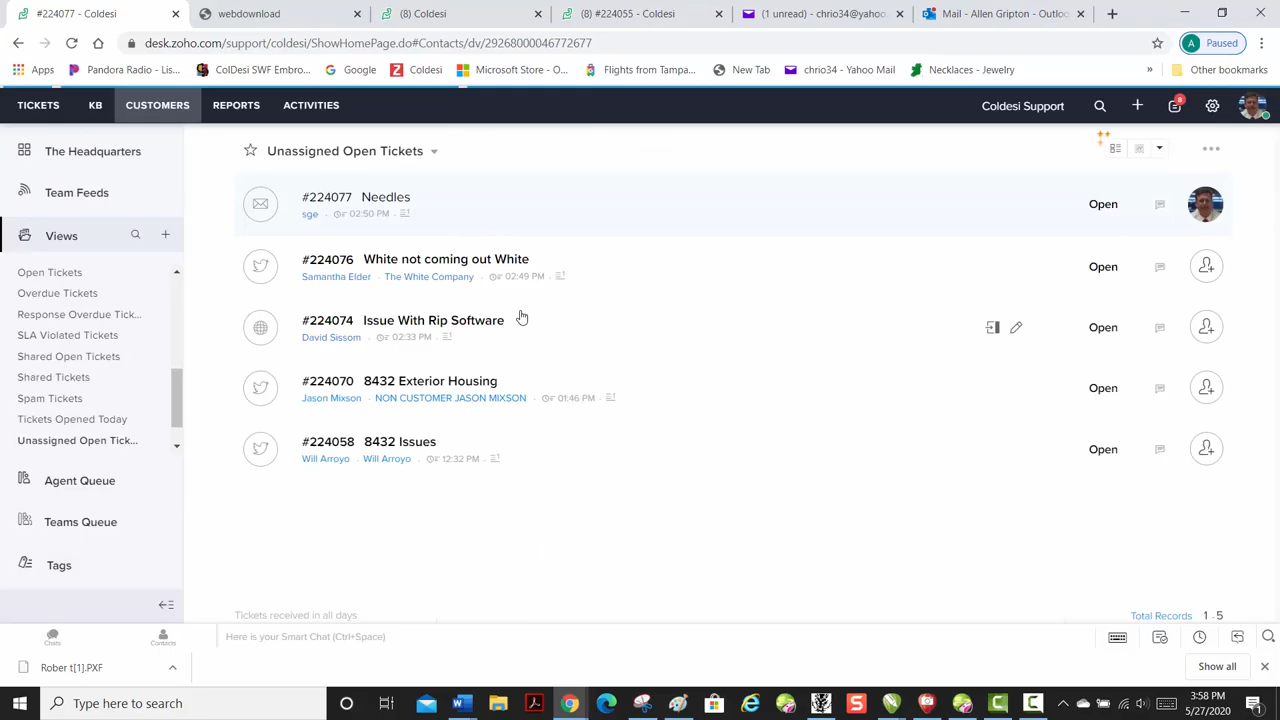 #224077 - Coldesi
webdownload
(8) Coldesi
(8) #224055 - Coldesi
(1 unread) - chrio34@yahoo.
Mail - Allen Gripton - Outloo
desk.zoho.com/support/coldesi/ShowHomePage.do#Contacts/dv/29268000046772677
A Paused
Apps
Pandora Radio - Lis...
ColDesi SWF Embro...
Google
Coldesi
Microsoft Store - O...
Flights from Tampa...
New Tab
chrio34 - Yahoo Mail
Necklaces - Jewelry
»
Other bookmarks
TICKETS KB CUSTOMERS REPORTS ACTIVITIES
Coldesi Support
8
The Headquarters
Team Feeds
Views
Open Tickets
Overdue Tickets
Response Overdue Tick...
SLA Violated Tickets
Shared Open Tickets
Shared Tickets
Spam Tickets
Tickets Opened Today
Unassigned Open Tick...
Agent Queue
Teams Queue
Tags
Unassigned Open Tickets
#224077 Needles
sge · 02:50 PM ·
Open
#224076 White not coming out White
Samantha Elder · The White Company · 02:49 PM ·
Open
#224074 Issue With Rip Software
David Sissom · 02:33 PM ·
Open
#224070 8432 Exterior Housing
Jason Mixson · NON CUSTOMER JASON MIXSON · 01:46 PM ·
Open
#224058 8432 Issues
Will Arroyo · Will Arroyo · 12:32 PM ·
Open
Tickets received in all days
Total Records 1 - 5
Chats
Contacts
Here is your Smart Chat (Ctrl+Space)
Rober t[1].PXF
Show all
Type here to search
3:58 PM
5/27/2020